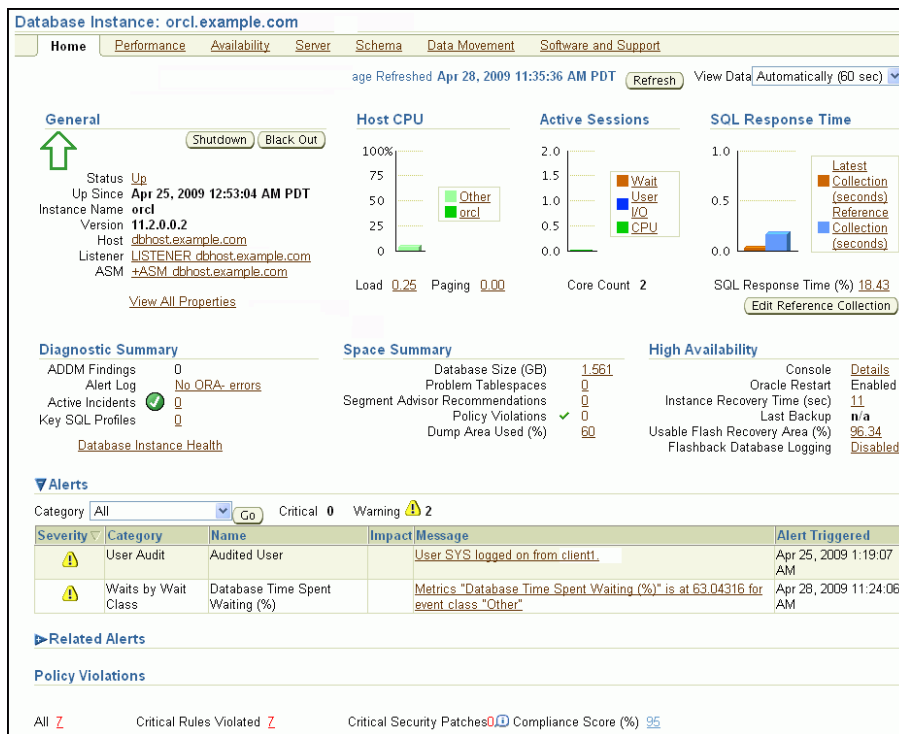 Database Instance: orcl.example.com
Home Performance Availability Server Schema Data Movement Software and Support
age Refreshed Apr 28, 2009 11:35:36 AM PDT Refresh View Data Automatically (60 sec)
General
Shutdown Black Out
Status Up
Up Since Apr 25, 2009 12:53:04 AM PDT
Instance Name orcl
Version 11.2.0.0.2
Host dbhost.example.com
Listener LISTENER dbhost.example.com
ASM +ASM dbhost.example.com
View All Properties
Host CPU
100%
75
50
25
0
Other
orcl
Load 0.25 Paging 0.00
Active Sessions
2.0
1.5
1.0
0.5
0.0
Wait
User
I/O
CPU
Core Count 2
SQL Response Time
1.0
0.5
0.0
Latest
Collection
(seconds)
Reference
Collection
(seconds)
SQL Response Time (%) 18.43
Edit Reference Collection
Diagnostic Summary
ADDM Findings 0
Alert Log No ORA- errors
Active Incidents 0
Key SQL Profiles 0
Database Instance Health
Space Summary
Database Size (GB) 1.561
Problem Tablespaces 0
Segment Advisor Recommendations 0
Policy Violations 0
Dump Area Used (%) 60
High Availability
Console Details
Oracle Restart Enabled
Instance Recovery Time (sec) 11
Last Backup n/a
Usable Flash Recovery Area (%) 96.34
Flashback Database Logging Disabled
Alerts
Category All Go Critical 0 Warning 2
Severity Category Name Impact Message Alert Triggered
User Audit Audited User User SYS logged on from client1. Apr 25, 2009 1:19:07
AM
Waits by Wait Database Time Spent Metrics "Database Time Spent Waiting (%)" is at 63.04316 for Apr 28, 2009 11:24:06
Class Waiting (%) event class "Other" AM
Related Alerts
Policy Violations
All 7 Critical Rules Violated 7 Critical Security Patches 0 Compliance Score (%) 95